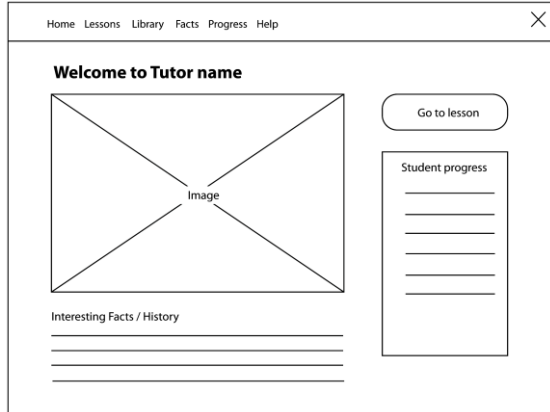 Home Lessons Library Facts Progress Help
Welcome to Tutor name
Go to lesson
Student progress
Image
Interesting Facts / History